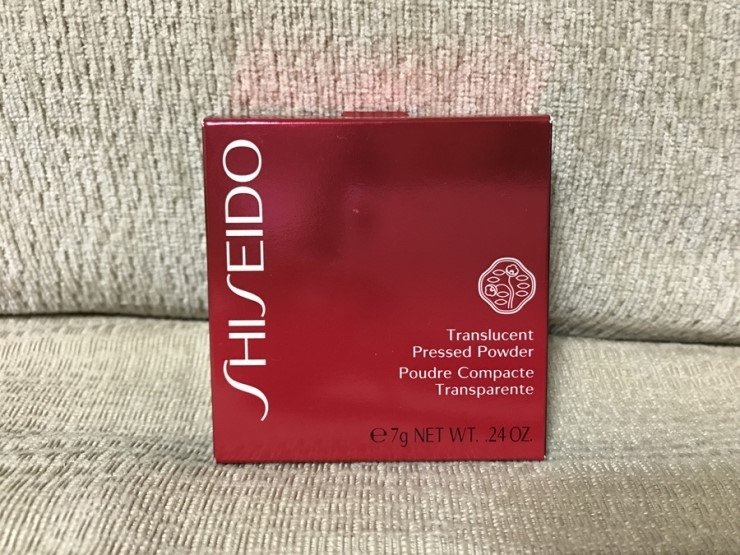 SHISEIDO
Translucent
Pressed Powder
Poudre Compacte
Transparente
℮7g NET WT. .24 OZ.